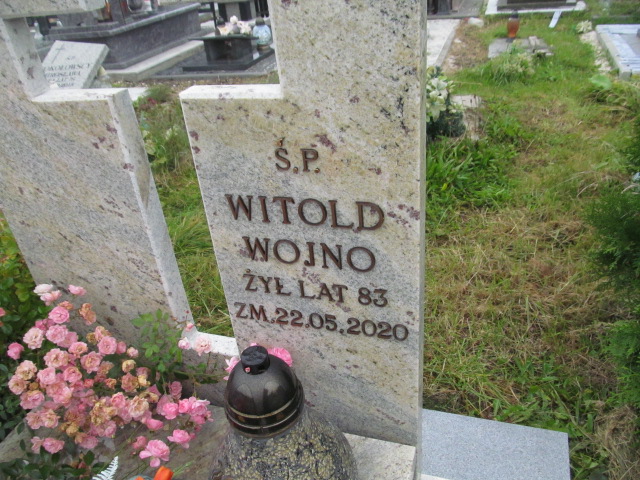 Ś.P.
WITOLD
WOJNO
ŻYŁ LAT 83
ZM.22.05.2020